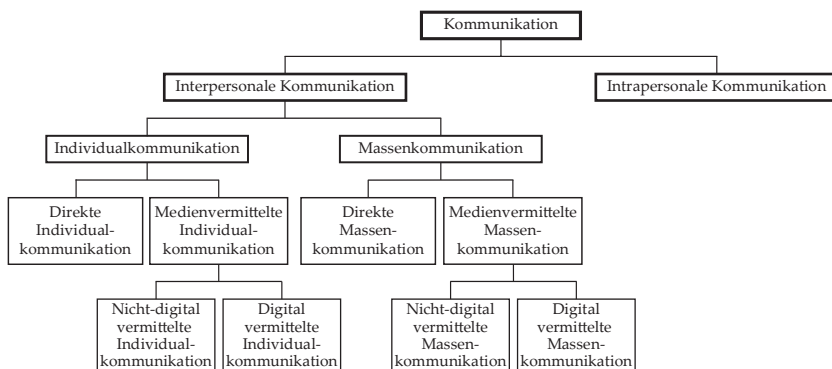 Kommunikation
Interpersonale Kommunikation
Intrapersonale Kommunikation
Individualkommunikation
Massenkommunikation
Direkte
Individual-
kommunikation
Medienvermittelte
Individual-
kommunikation
Direkte
Massen-
kommunikation
Medienvermittelte
Massen-
kommunikation
Nicht-digital
vermittelte
Individual-
kommunikation
Digital
vermittelte
Individual-
kommunikation
Nicht-digital
vermittelte
Massen-
kommunikation
Digital
vermittelte
Massen-
kommunikation